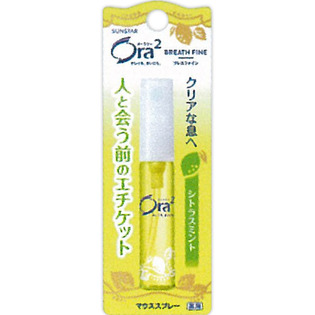 SUNSTAR
オーラツー
Ora²
BREATH FINE
ブレスファイン
クリアな息へ
人と会う前のエチケット
シトラスミント
Ora²
マウススプレー